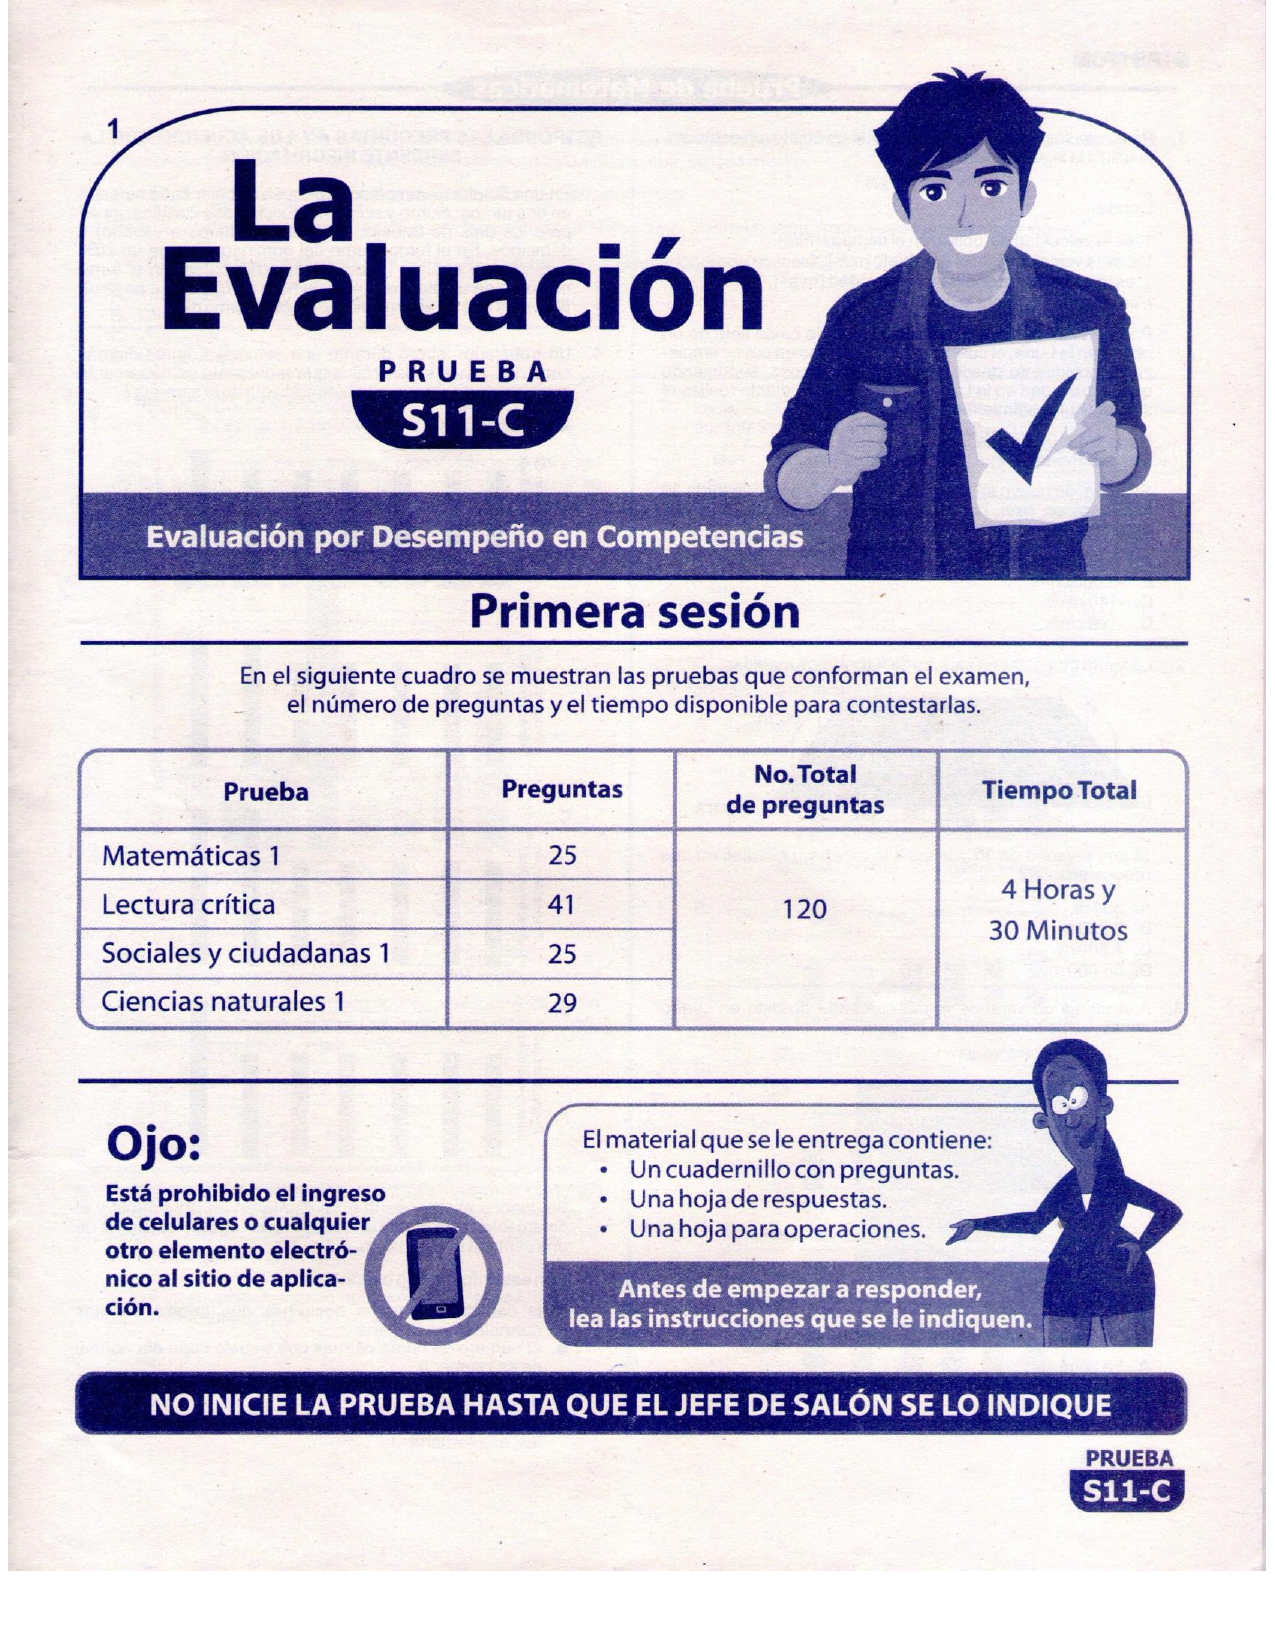 1
La
Evaluación
PRUEBA
S11-C
Evaluación por Desempeño en Competencias
Primera sesión
En el siguiente cuadro se muestran las pruebas que conforman el examen,
el número de preguntas y el tiempo disponible para contestarlas.
Prueba Preguntas No. Total de preguntas Tiempo Total
Matemáticas 1 25
Lectura crítica 41
Sociales y ciudadanas 1 25
Ciencias naturales 1 29
120
4 Horas y
30 Minutos
Ojo:
Está prohibido el ingreso
de celulares o cualquier
otro elemento electró-
nico al sitio de aplica-
ción.
El material que se le entrega contiene:
• Un cuadernillo con preguntas.
• Una hoja de respuestas.
• Una hoja para operaciones.
Antes de empezar a responder,
lea las instrucciones que se le indiquen.
NO INICIE LA PRUEBA HASTA QUE EL JEFE DE SALÓN SE LO INDIQUE
PRUEBA
S11-C